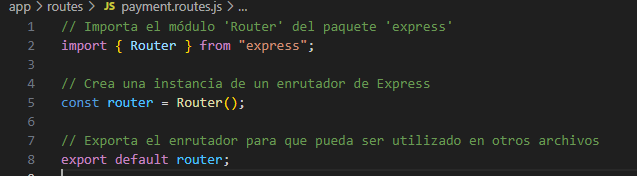 app > routes > JS payment.routes.js > ...
1 // Importa el módulo 'Router' del paquete 'express'
2 import { Router } from "express";
3
4 // Crea una instancia de un enrutador de Express
5 const router = Router();
6
7 // Exporta el enrutador para que pueda ser utilizado en otros archivos
8 export default router;